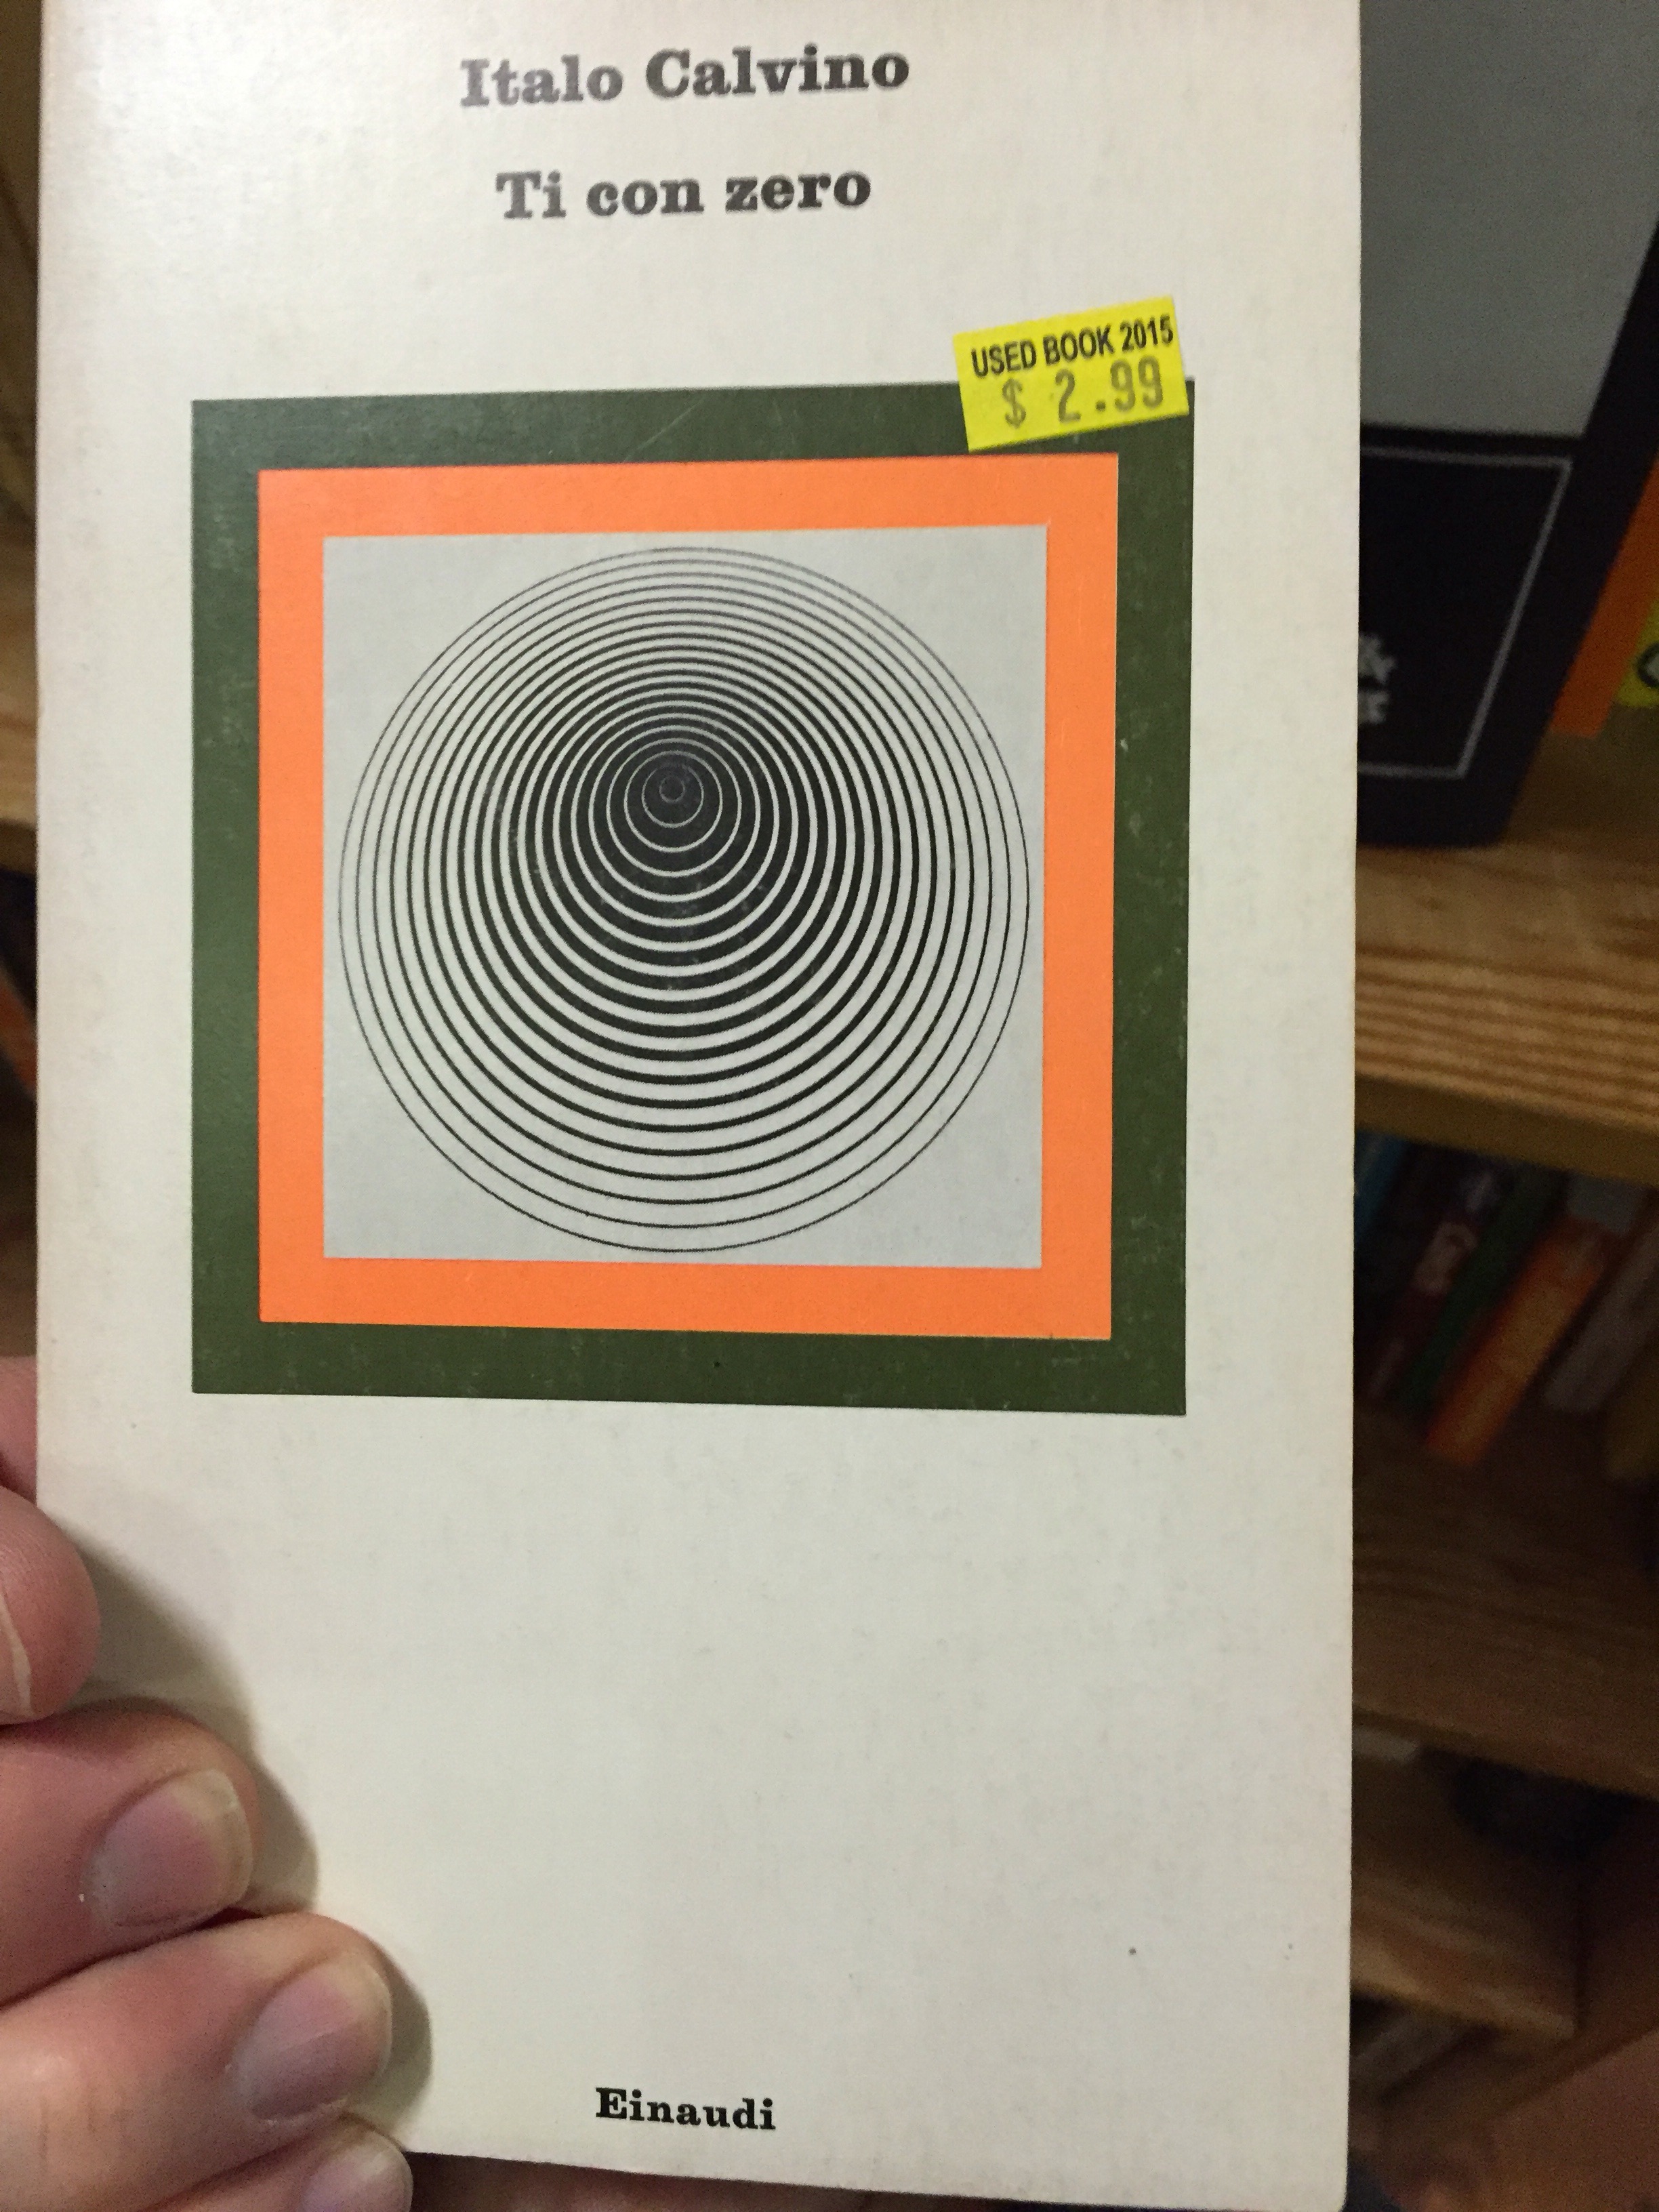 Italo Calvino
Ti con zero
USED BOOK 2015
$ 2.99
&
Einaudi